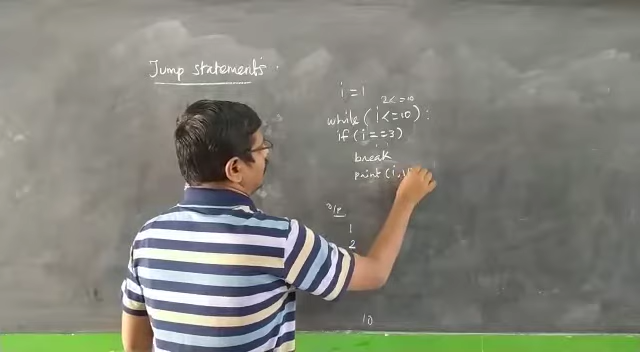 Jump statements.
i=1
2<=10
while(i<=10):
if(i==3)
break
print(i,
O/P
1
2
10